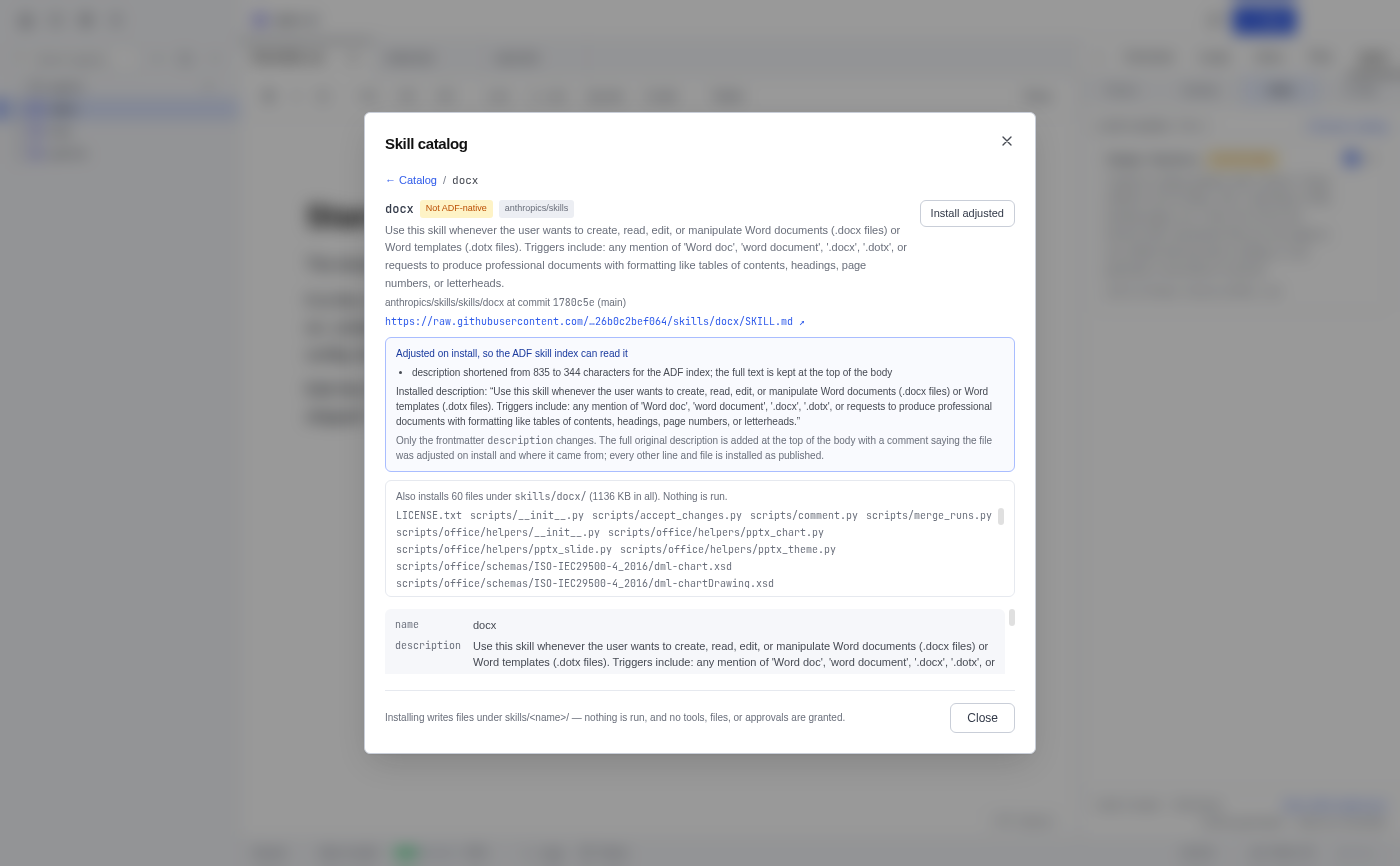 Skill catalog
← Catalog / docx
docx Not ADF-native anthropics/skills
Install adjusted
Use this skill whenever the user wants to create, read, edit, or manipulate Word documents (.docx files) or
Word templates (.dotx files). Triggers include: any mention of 'Word doc', 'word document', '.docx', '.dotx', or
requests to produce professional documents with formatting like tables of contents, headings, page
numbers, or letterheads.
anthropics/skills/skills/docx at commit 1780c5e (main)
https://raw.githubusercontent.com/…26b0c2bef064/skills/docx/SKILL.md ↗
Adjusted on install, so the ADF skill index can read it
• description shortened from 835 to 344 characters for the ADF index; the full text is kept at the top of the body
Installed description: “Use this skill whenever the user wants to create, read, edit, or manipulate Word documents (.docx files) or Word
templates (.dotx files). Triggers include: any mention of 'Word doc', 'word document', '.docx', '.dotx', or requests to produce professional
documents with formatting like tables of contents, headings, page numbers, or letterheads.”
Only the frontmatter description changes. The full original description is added at the top of the body with a comment saying the file
was adjusted on install and where it came from; every other line and file is installed as published.
Also installs 60 files under skills/docx/ (1136 KB in all). Nothing is run.
LICENSE.txt scripts/__init__.py scripts/accept_changes.py scripts/comment.py scripts/merge_runs.py
scripts/office/helpers/__init__.py scripts/office/helpers/pptx_chart.py
scripts/office/helpers/pptx_slide.py scripts/office/helpers/pptx_theme.py
scripts/office/schemas/ISO-IEC29500-4_2016/dml-chart.xsd
scripts/office/schemas/ISO-IEC29500-4_2016/dml-chartDrawing.xsd
name docx
description Use this skill whenever the user wants to create, read, edit, or manipulate Word documents (.docx files) or
Word templates (.dotx files). Triggers include: any mention of 'Word doc', 'word document', '.docx', '.dotx', or
Installing writes files under skills/<name>/ — nothing is run, and no tools, files, or approvals are granted.
Close